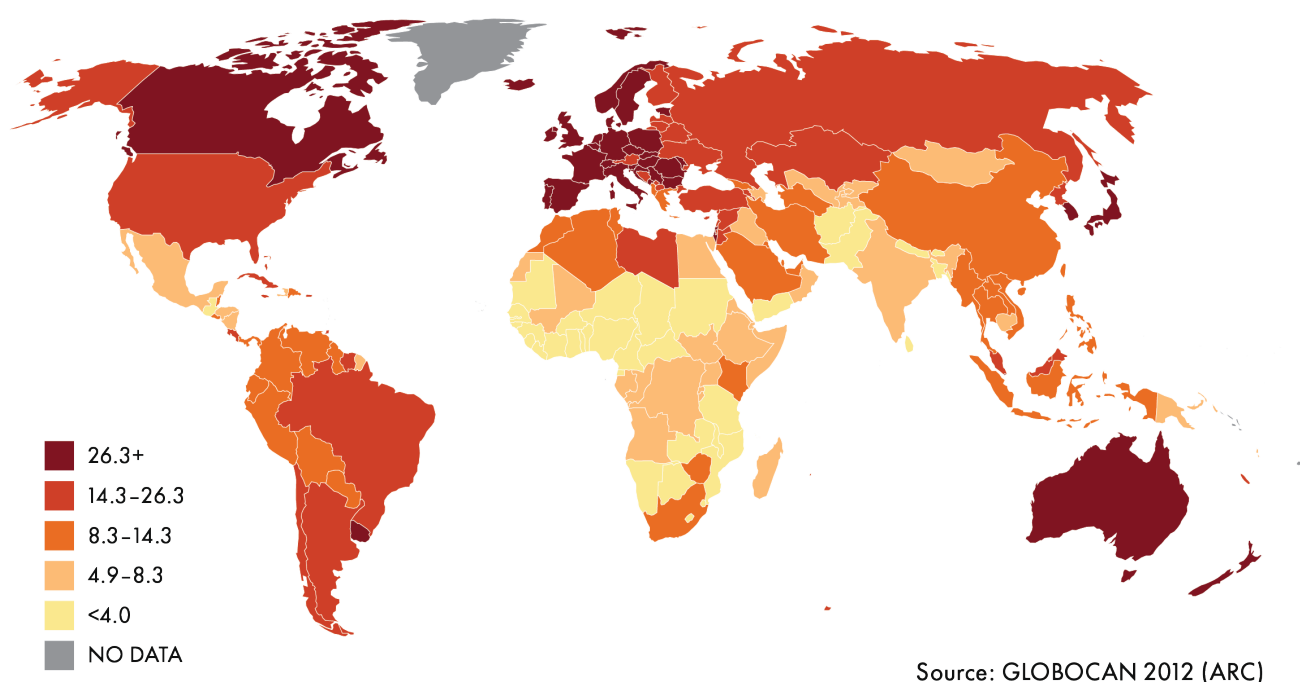 26.3+
14.3–26.3
8.3–14.3
4.9–8.3
<4.0
NO DATA
Source: GLOBOCAN 2012 (ARC)